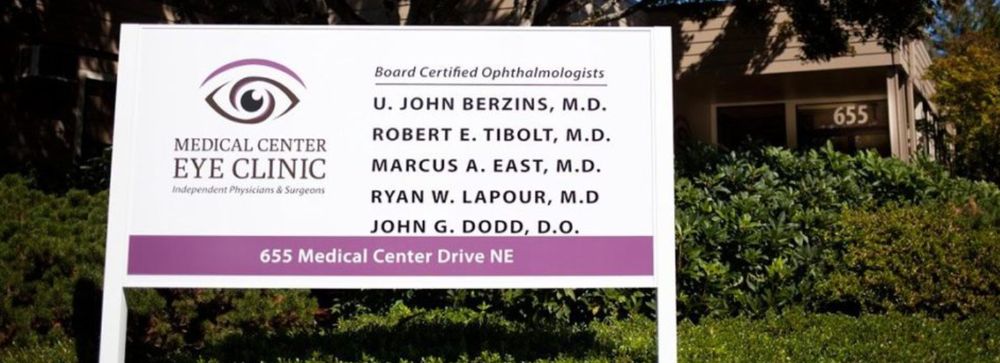 MEDICAL CENTER
EYE CLINIC
Independent Physicians & Surgeons
Board Certified Ophthalmologists
U. JOHN BERZINS, M.D.
ROBERT E. TIBOLT, M.D.
MARCUS A. EAST, M.D.
RYAN W. LAPOUR, M.D
JOHN G. DODD, D.O.
655 Medical Center Drive NE
655